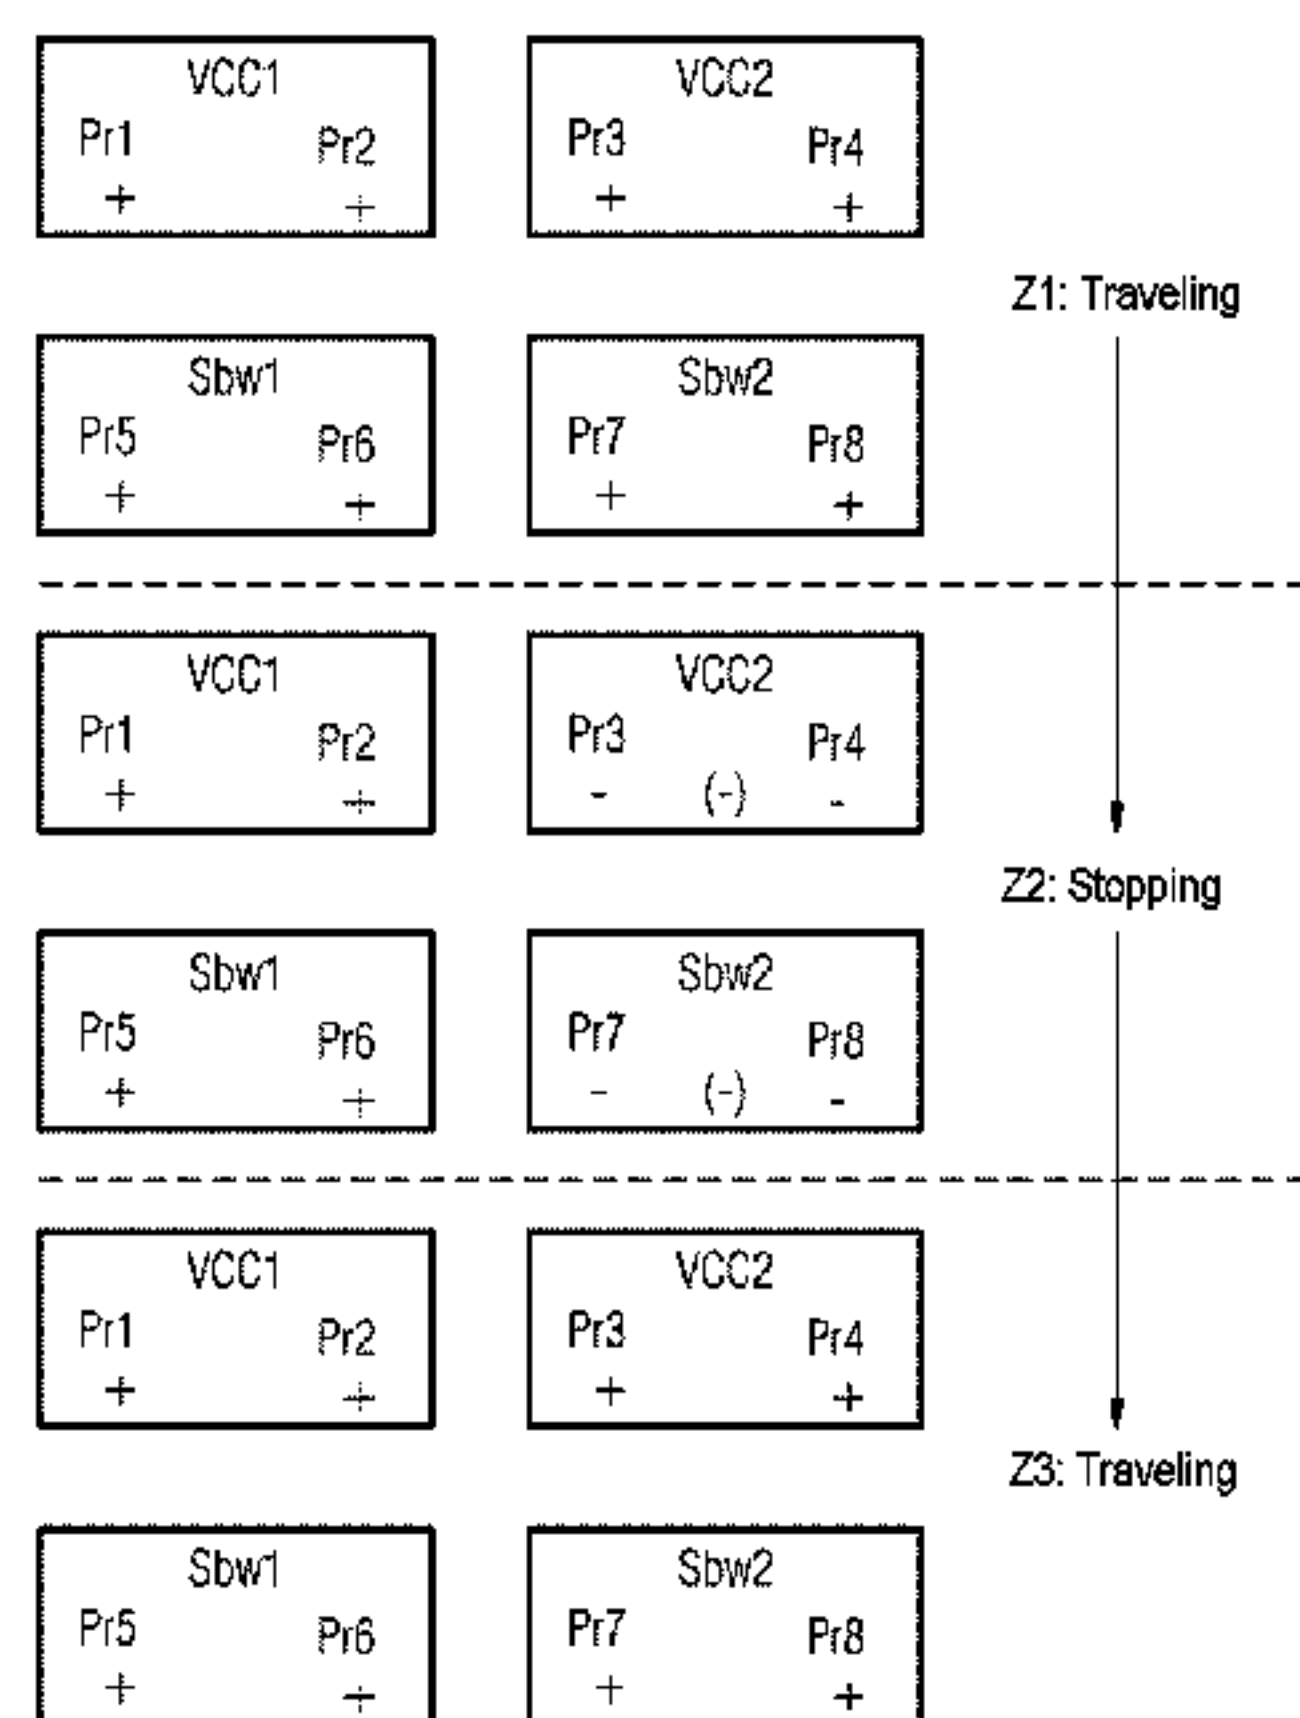 VCC1
Pr1 Pr2
+ +
VCC2
Pr3 Pr4
+ +
Z1: Traveling
Sbw1
Pr5 Pr6
+ +
Sbw2
Pr7 Pr8
+ +
VCC1
Pr1 Pr2
+ +
VCC2
Pr3 Pr4
- (-) -
Z2: Stopping
Sbw1
Pr5 Pr6
+ +
Sbw2
Pr7 Pr8
- (-) -
VCC1
Pr1 Pr2
+ +
VCC2
Pr3 Pr4
+ +
Z3: Traveling
Sbw1
Pr5 Pr6
+ +
Sbw2
Pr7 Pr8
+ +